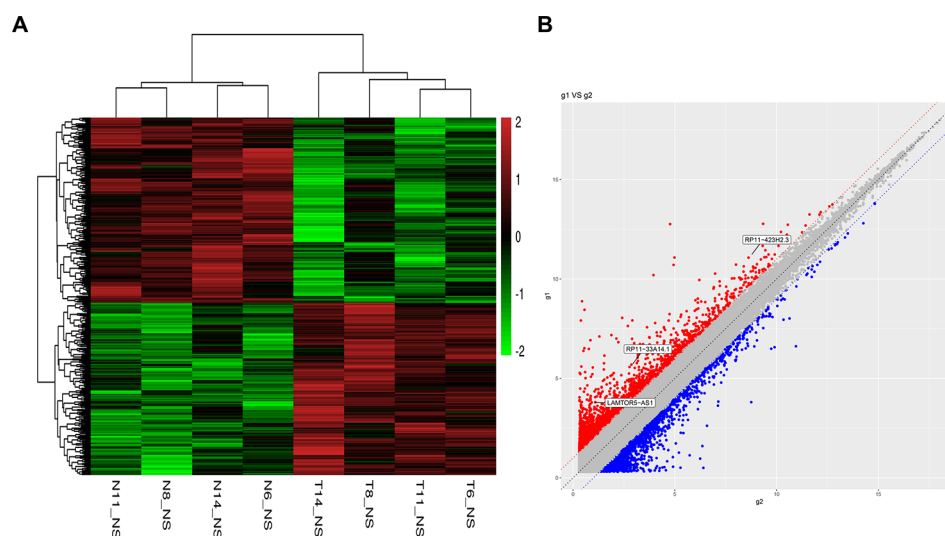 A
B
2
1
0
-1
-2
N11_NS
N8_NS
N14_NS
N6_NS
T14_NS
T8_NS
T11_NS
T6_NS
g1 VS g2
15
10
5
0
g1
RP11-423H2.3
RP11-33A14.1
LAMTOR5-AS1
0
5
10
15
g2